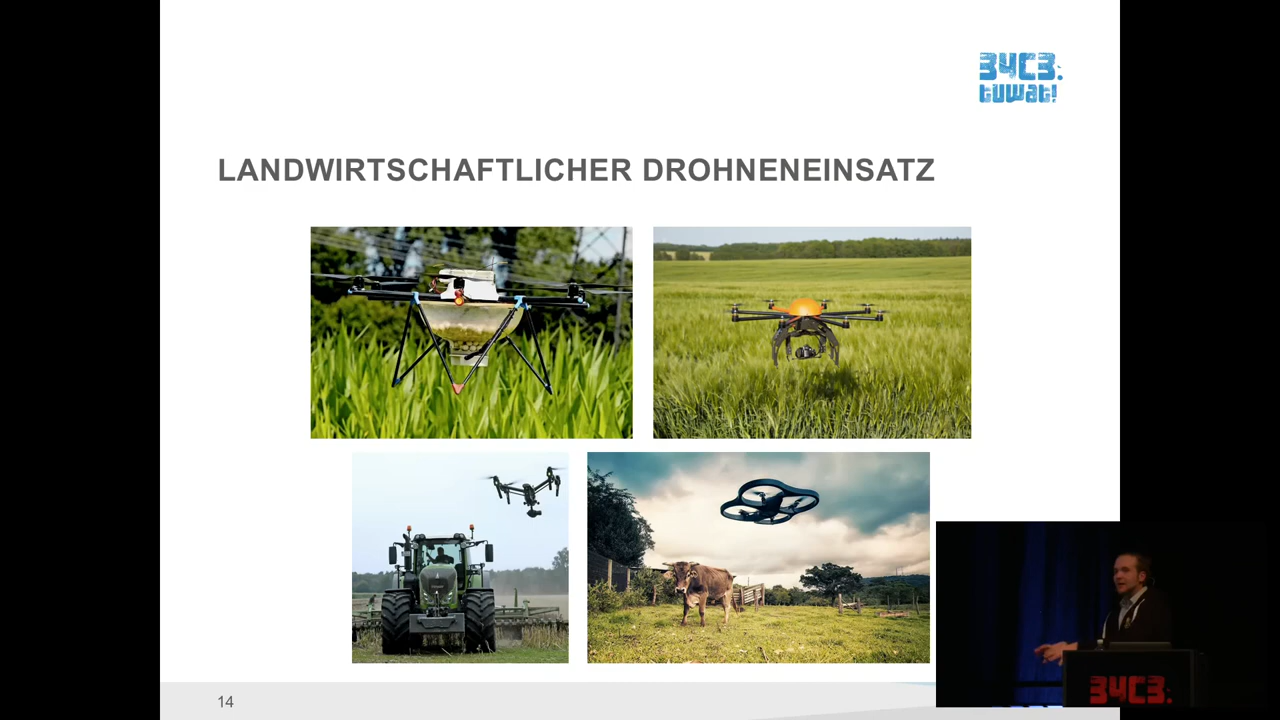 34C3.
tuwat!
LANDWIRTSCHAFTLICHER DROHNENEINSATZ
14
34C3.